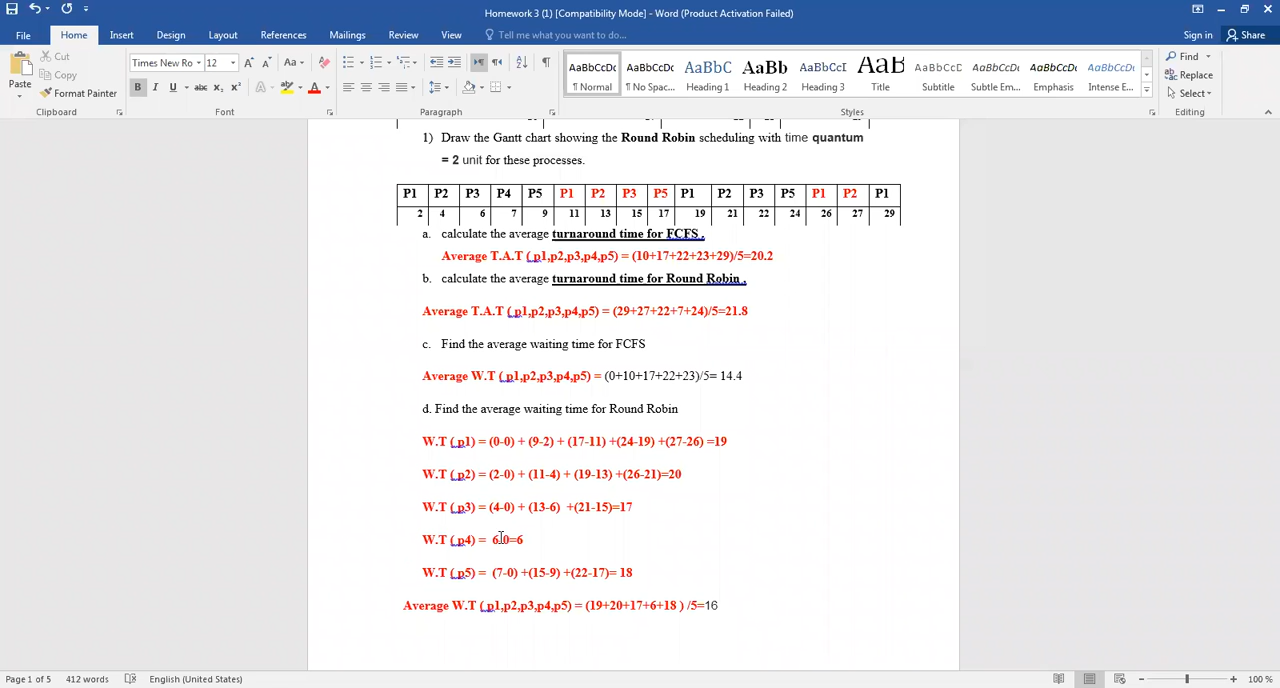 Homework 3 (1) [Compatibility Mode] - Word (Product Activation Failed)
File Home Insert Design Layout References Mailings Review View Tell me what you want to do... Sign in Share
Paste Cut Copy Format Painter
Times New Ro 12
AaBbCcDc AaBbCcDc AaBbC AaBb AaBbCcI AaB AaBbCcD AaBbCcDc AaBbCcDc AaBbCcDc
¶ Normal ¶ No Spac... Heading 1 Heading 2 Heading 3 Title Subtitle Subtle Em... Emphasis Intense E...
Find Replace Select
Clipboard Font Paragraph Styles Editing
1) Draw the Gantt chart showing the Round Robin scheduling with time quantum
= 2 unit for these processes.
P1 P2 P3 P4 P5 P1 P2 P3 P5 P1 P2 P3 P5 P1 P2 P1
2 4 6 7 9 11 13 15 17 19 21 22 24 26 27 29
a. calculate the average turnaround time for FCFS .
Average T.A.T ( p1,p2,p3,p4,p5) = (10+17+22+23+29)/5=20.2
b. calculate the average turnaround time for Round Robin .
Average T.A.T ( p1,p2,p3,p4,p5) = (29+27+22+7+24)/5=21.8
c. Find the average waiting time for FCFS
Average W.T ( p1,p2,p3,p4,p5) = (0+10+17+22+23)/5= 14.4
d. Find the average waiting time for Round Robin
W.T ( p1) = (0-0) + (9-2) + (17-11) +(24-19) +(27-26) =19
W.T ( p2) = (2-0) + (11-4) + (19-13) +(26-21)=20
W.T ( p3) = (4-0) + (13-6) +(21-15)=17
W.T ( p4) = 6-0=6
W.T ( p5) = (7-0) +(15-9) +(22-17)= 18
Average W.T ( p1,p2,p3,p4,p5) = (19+20+17+6+18 ) /5=16
Page 1 of 5 412 words English (United States) 100 %